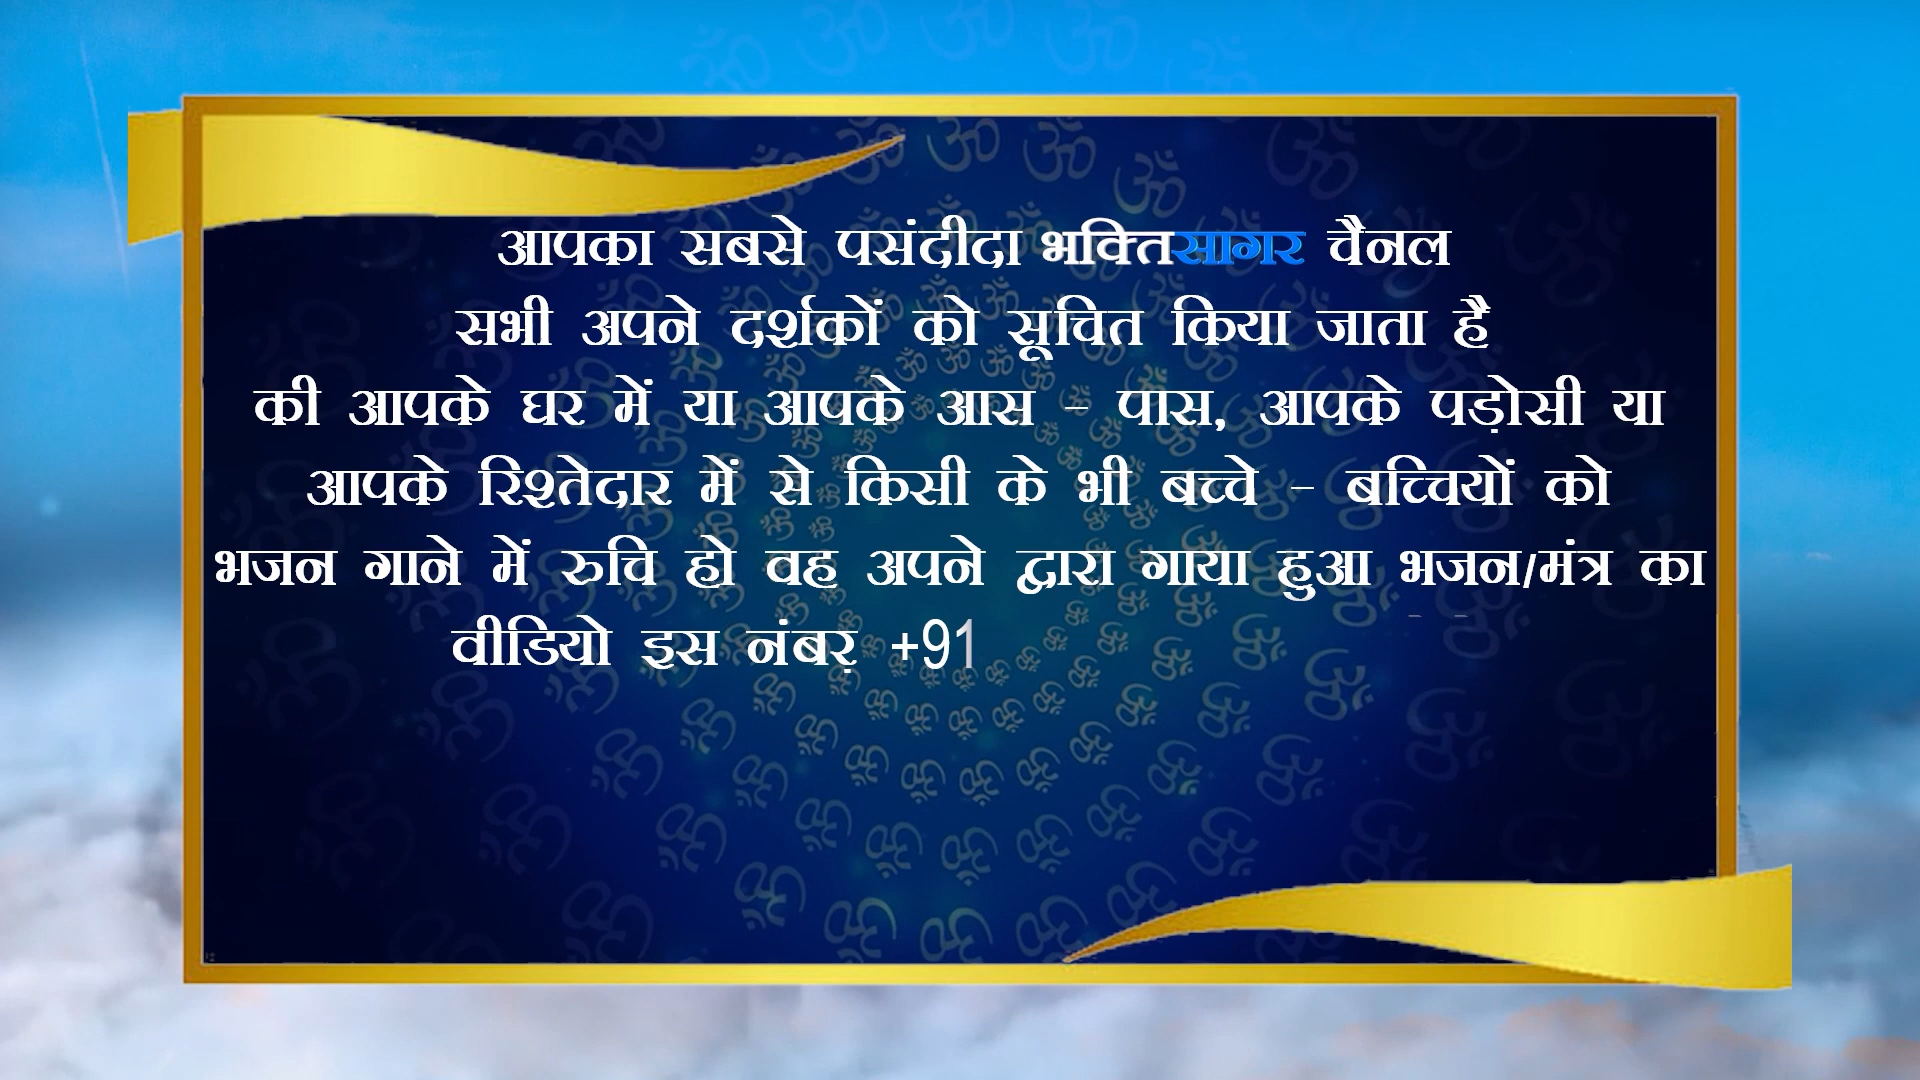 आपका सबसे पसंदीदा भक्तिसागर चैनल
सभी अपने दर्शकों को सूचित किया जाता है
की आपके घर में या आपके आस - पास, आपके पड़ोसी या
आपके रिश्तेदार में से किसी के भी बच्चे - बच्चियों को
भजन गाने में रुचि हो वह अपने द्वारा गाया हुआ भजन/मंत्र का
वीडियो इस नंबऱ +91